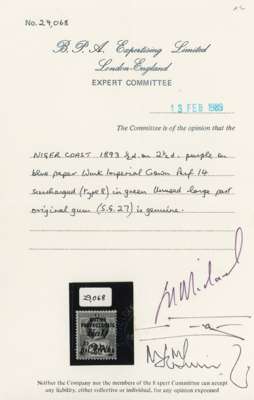 No. 29,068
B. P. A. Expertising Limited
London-England
EXPERT COMMITTEE
13 FEB 1989
The Committee is of the opinion that the
NIGER COAST 1893 ½d. on 2½d. purple on
blue paper Wmk Imperial Crown Perf. 14
surcharged (Type 8) in green Unused large part
original gum (S.G. 27) is genuine.
29,068
Neither the Company nor the members of the Expert Committee can accept
any liability, either collective or individual, for any opinion expressed